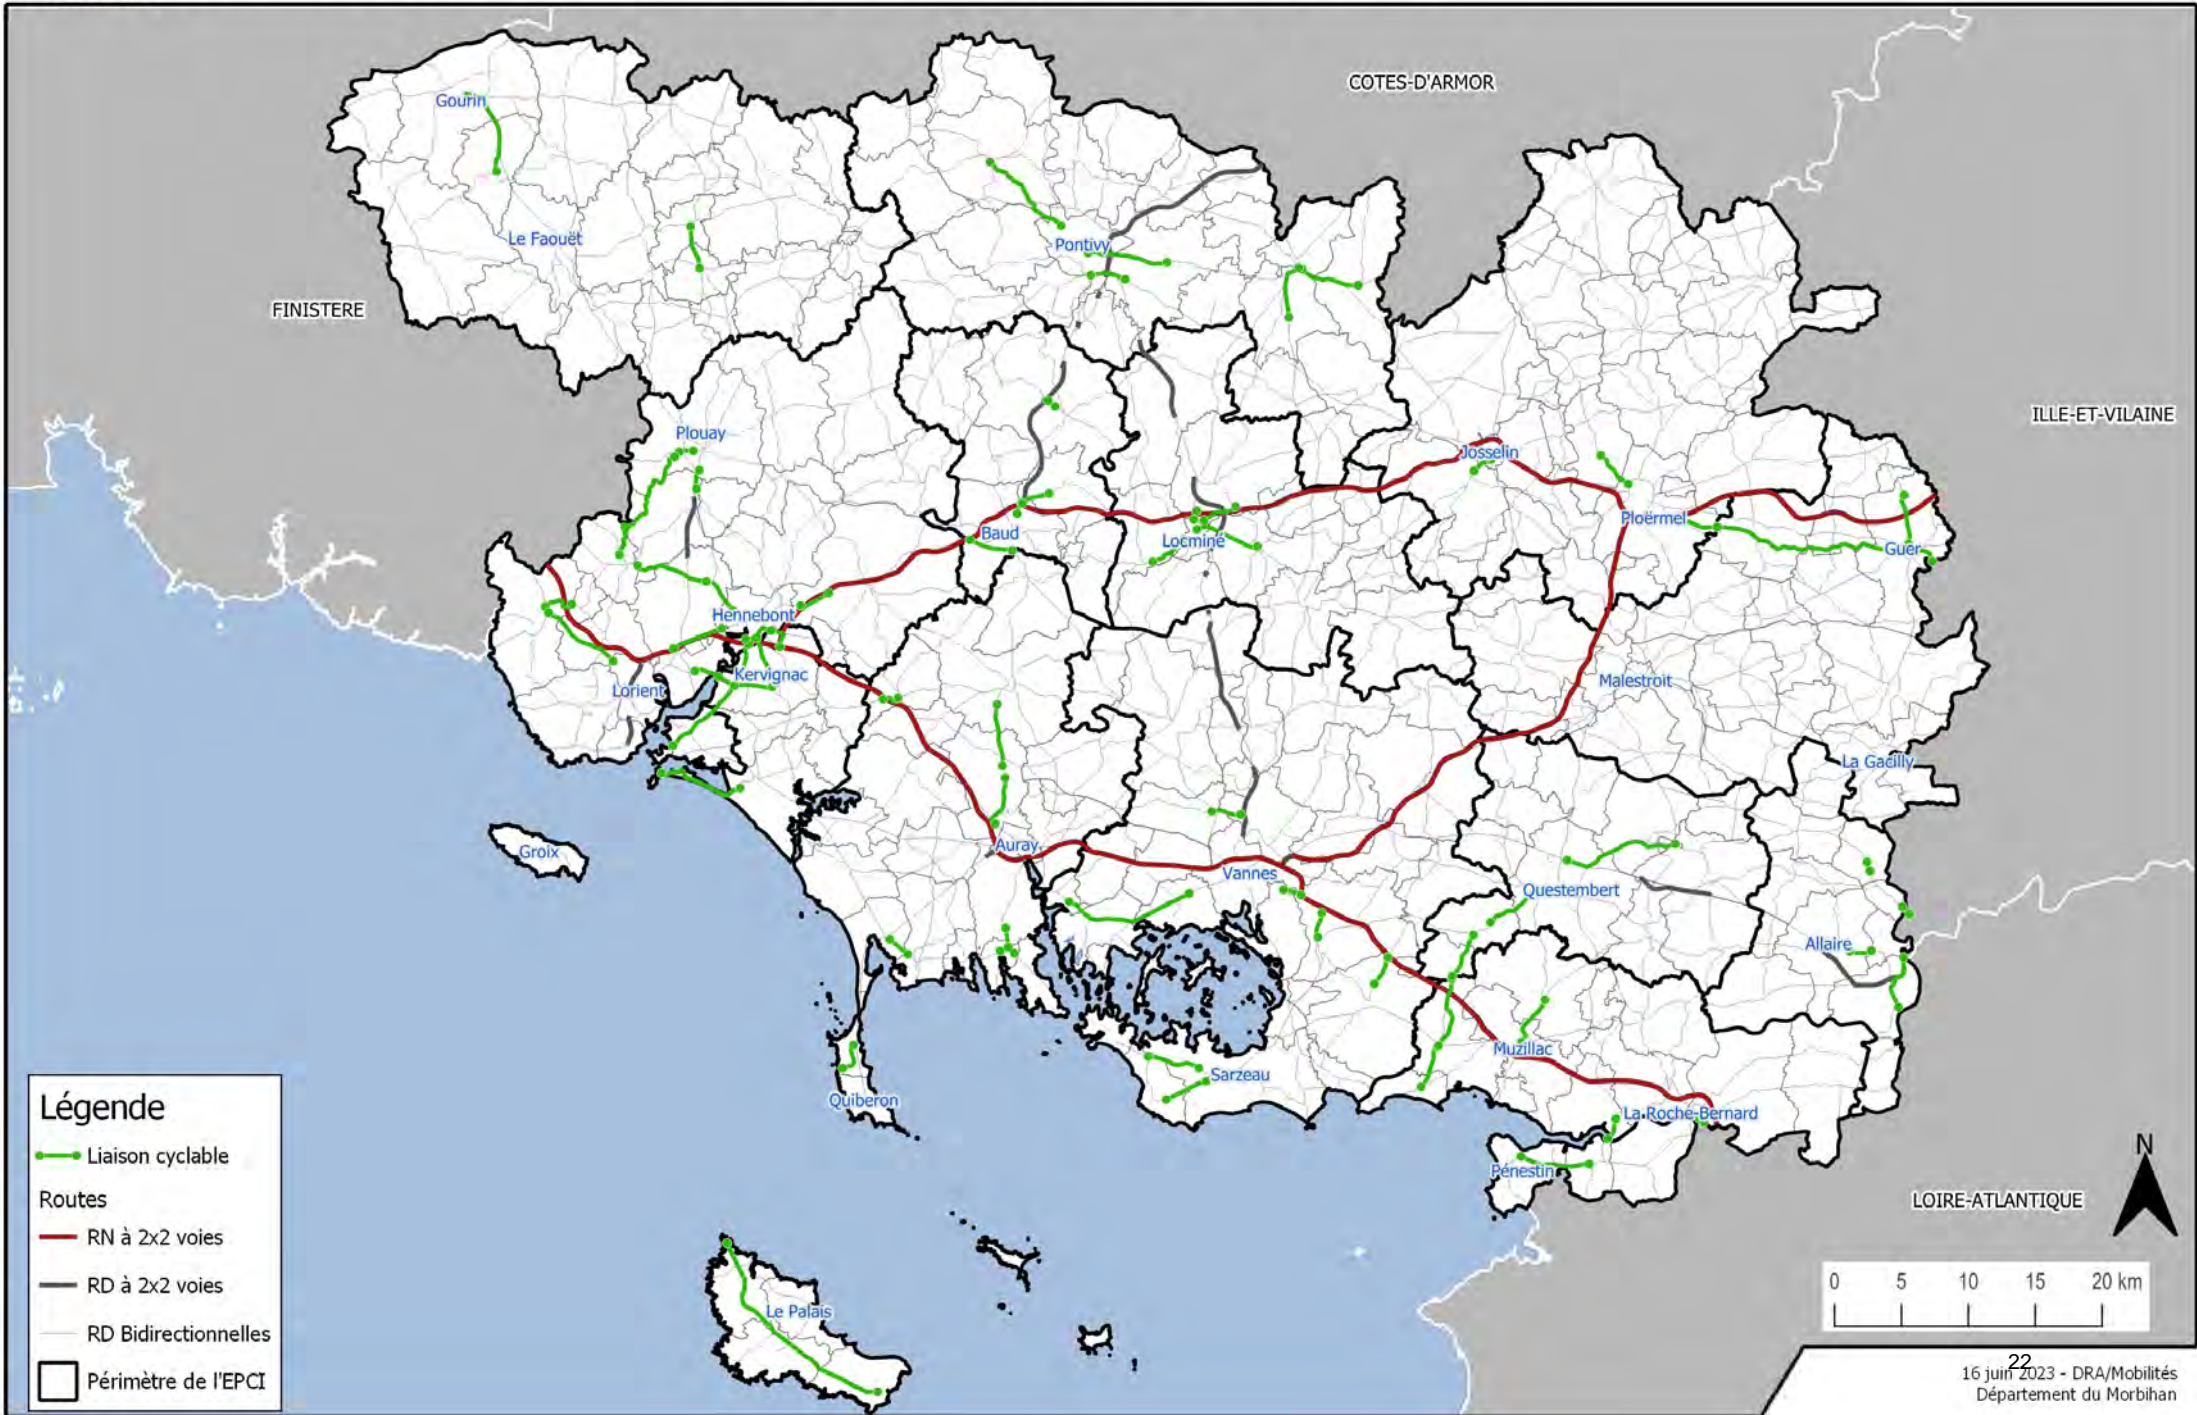 COTES-D'ARMOR
Gourin
Le Faouët
Pontivy
FINISTERE
ILLE-ET-VILAINE
Plouay
Josselin
Ploërmel
Baud
Locminé
Guer
Hennebont
Kervignac
Lorient
Malestroit
La Gacilly
Groix
Auray
Vannes
Questembert
Allaire
Muzillac
Sarzeau
Quiberon
La Roche-Bernard
Pénestin
LOIRE-ATLANTIQUE
Le Palais
Légende
Liaison cyclable
Routes
RN à 2x2 voies
RD à 2x2 voies
RD Bidirectionnelles
Périmètre de l'EPCI
N
0 5 10 15 20 km
22
16 juin 2023 - DRA/Mobilités
Département du Morbihan